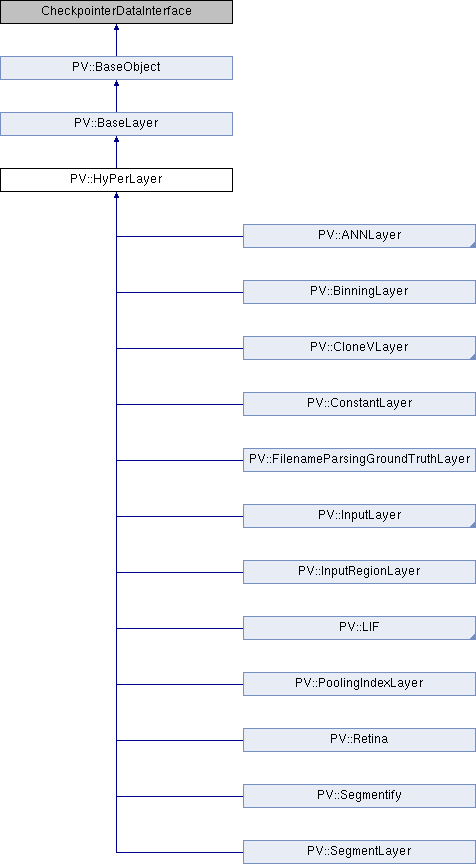 CheckpointerDataInterface
PV::BaseObject
PV::BaseLayer
PV::HyPerLayer
PV::ANNLayer
PV::BinningLayer
PV::CloneVLayer
PV::ConstantLayer
PV::FilenameParsingGroundTruthLayer
PV::InputLayer
PV::InputRegionLayer
PV::LIF
PV::PoolingIndexLayer
PV::Retina
PV::Segmentify
PV::SegmentLayer